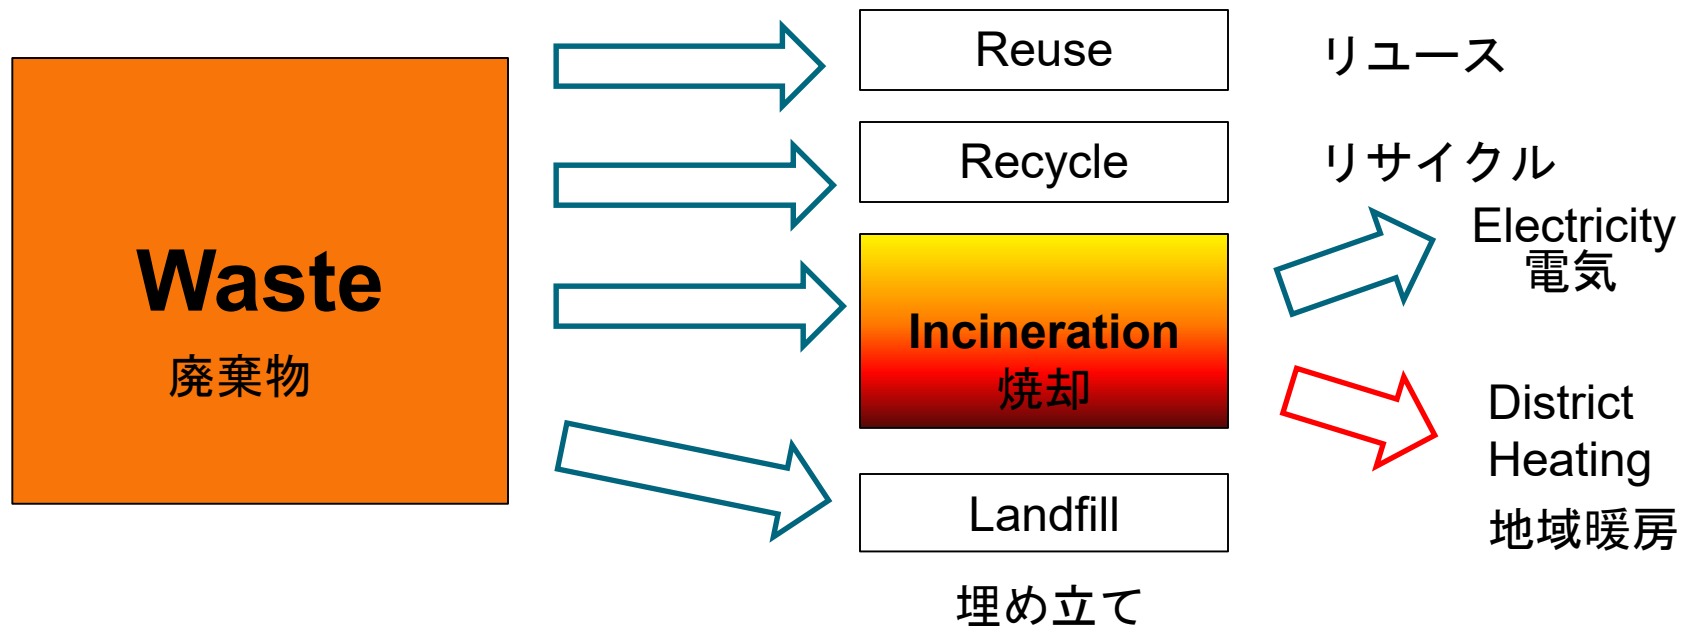 Waste
廃棄物
Reuse
リユース
Recycle
リサイクル
Incineration
焼却
Electricity
電気
District
Heating
地域暖房
Landfill
埋め立て